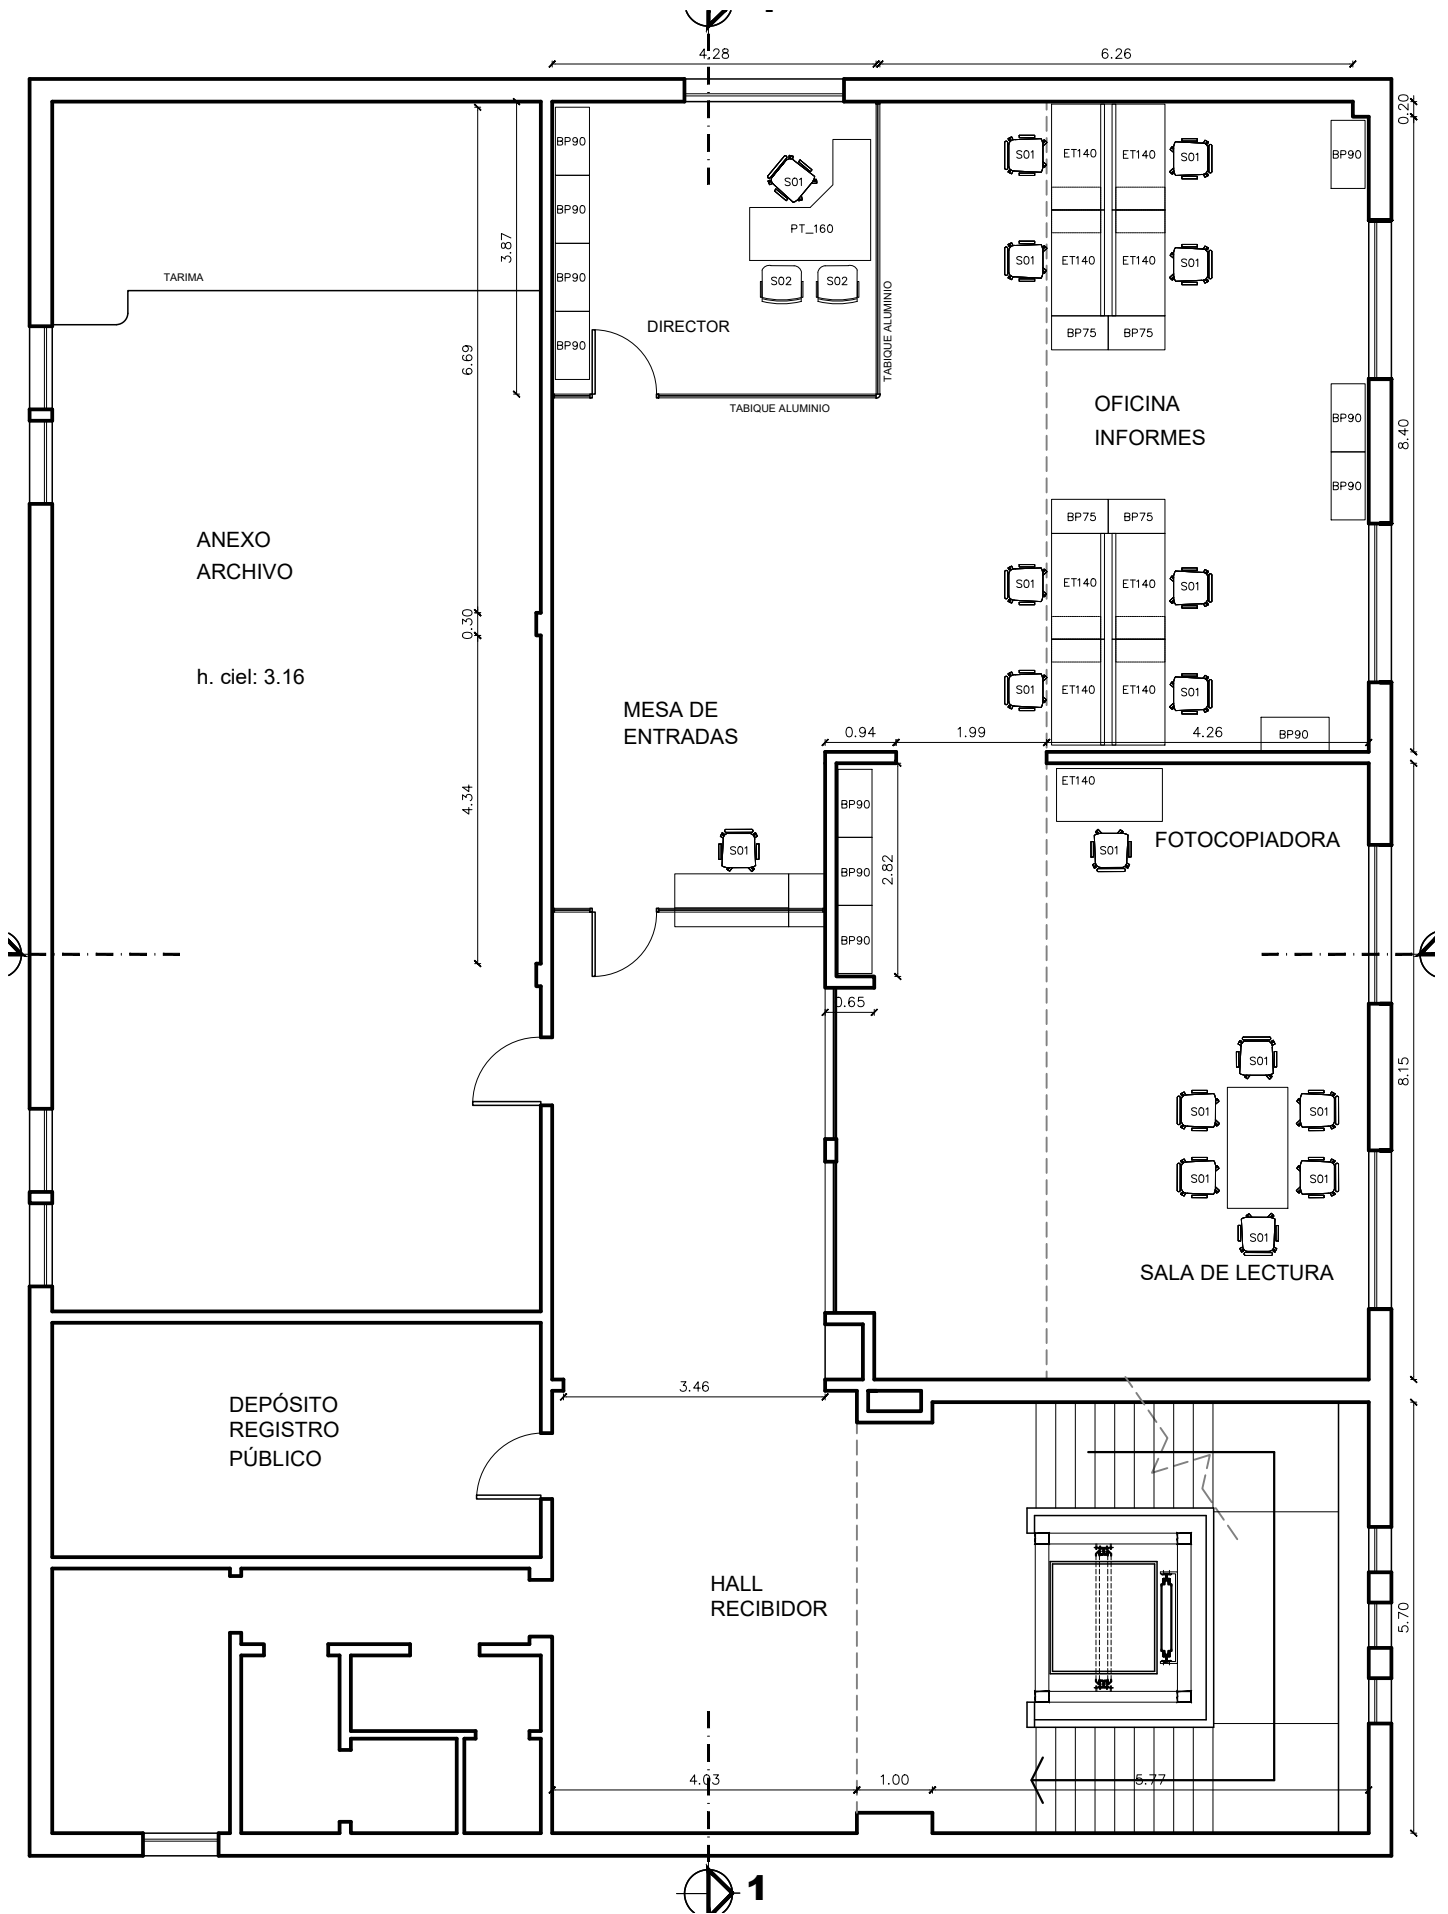 4.28
6.26
0.20
BP90
BP90
BP90
BP90
S01
PT_160
S02
S02
DIRECTOR
3.87
TABIQUE ALUMINIO
TABIQUE ALUMINIO
TARIMA
6.69
S01
ET140
ET140
S01
BP90
S01
ET140
ET140
S01
BP75
BP75
OFICINA
INFORMES
BP90
BP90
8.40
ANEXO
ARCHIVO
h. ciel: 3.16
0.30
4.34
BP75
BP75
S01
ET140
ET140
S01
S01
ET140
ET140
S01
MESA DE
ENTRADAS
0.94
1.99
4.26
BP90
BP90
BP90
BP90
2.82
S01
ET140
S01
FOTOCOPIADORA
0.65
8.15
S01
S01
S01
S01
S01
S01
SALA DE LECTURA
3.46
DEPÓSITO
REGISTRO
PÚBLICO
HALL
RECIBIDOR
5.70
4.03
1.00
5.77
1